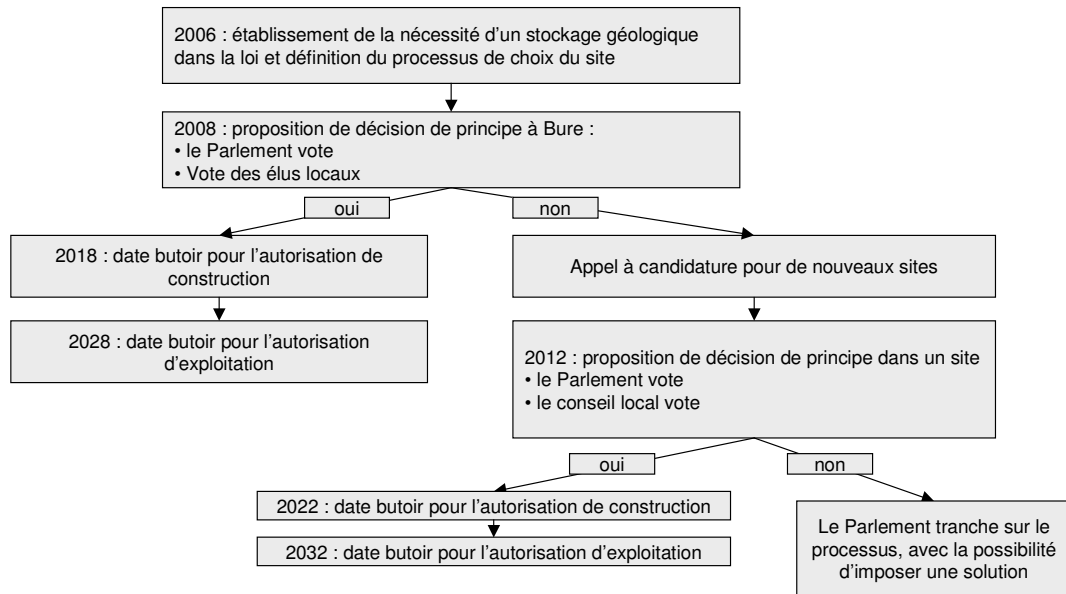 2006 : établissement de la nécessité d’un stockage géologique
dans la loi et définition du processus de choix du site
2008 : proposition de décision de principe à Bure :
• le Parlement vote
• Vote des élus locaux
oui
non
2018 : date butoir pour l’autorisation de
construction
Appel à candidature pour de nouveaux sites
2028 : date butoir pour l’autorisation
d’exploitation
2012 : proposition de décision de principe dans un site
• le Parlement vote
• le conseil local vote
oui
non
2022 : date butoir pour l’autorisation de construction
2032 : date butoir pour l’autorisation d’exploitation
Le Parlement tranche sur le
processus, avec la possibilité
d’imposer une solution